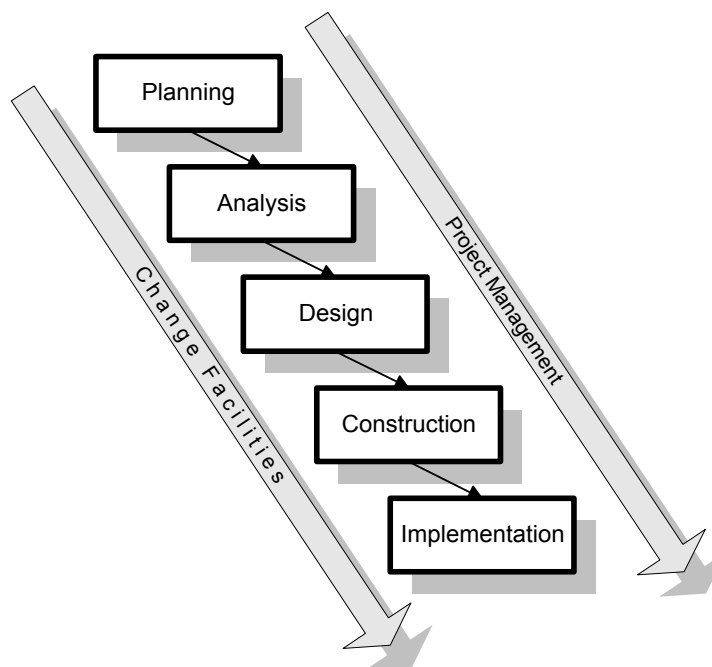 Planning
Analysis
Design
Construction
Implementation
Change Facilities
Project Management